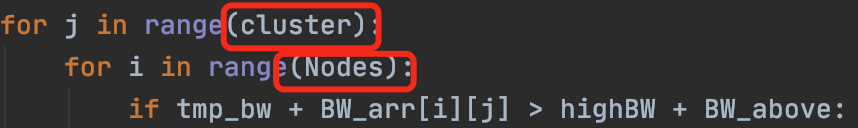 for j in range(cluster):
for i in range(Nodes):
if tmp_bw + BW_arr[i][j] > highBW + BW_above: